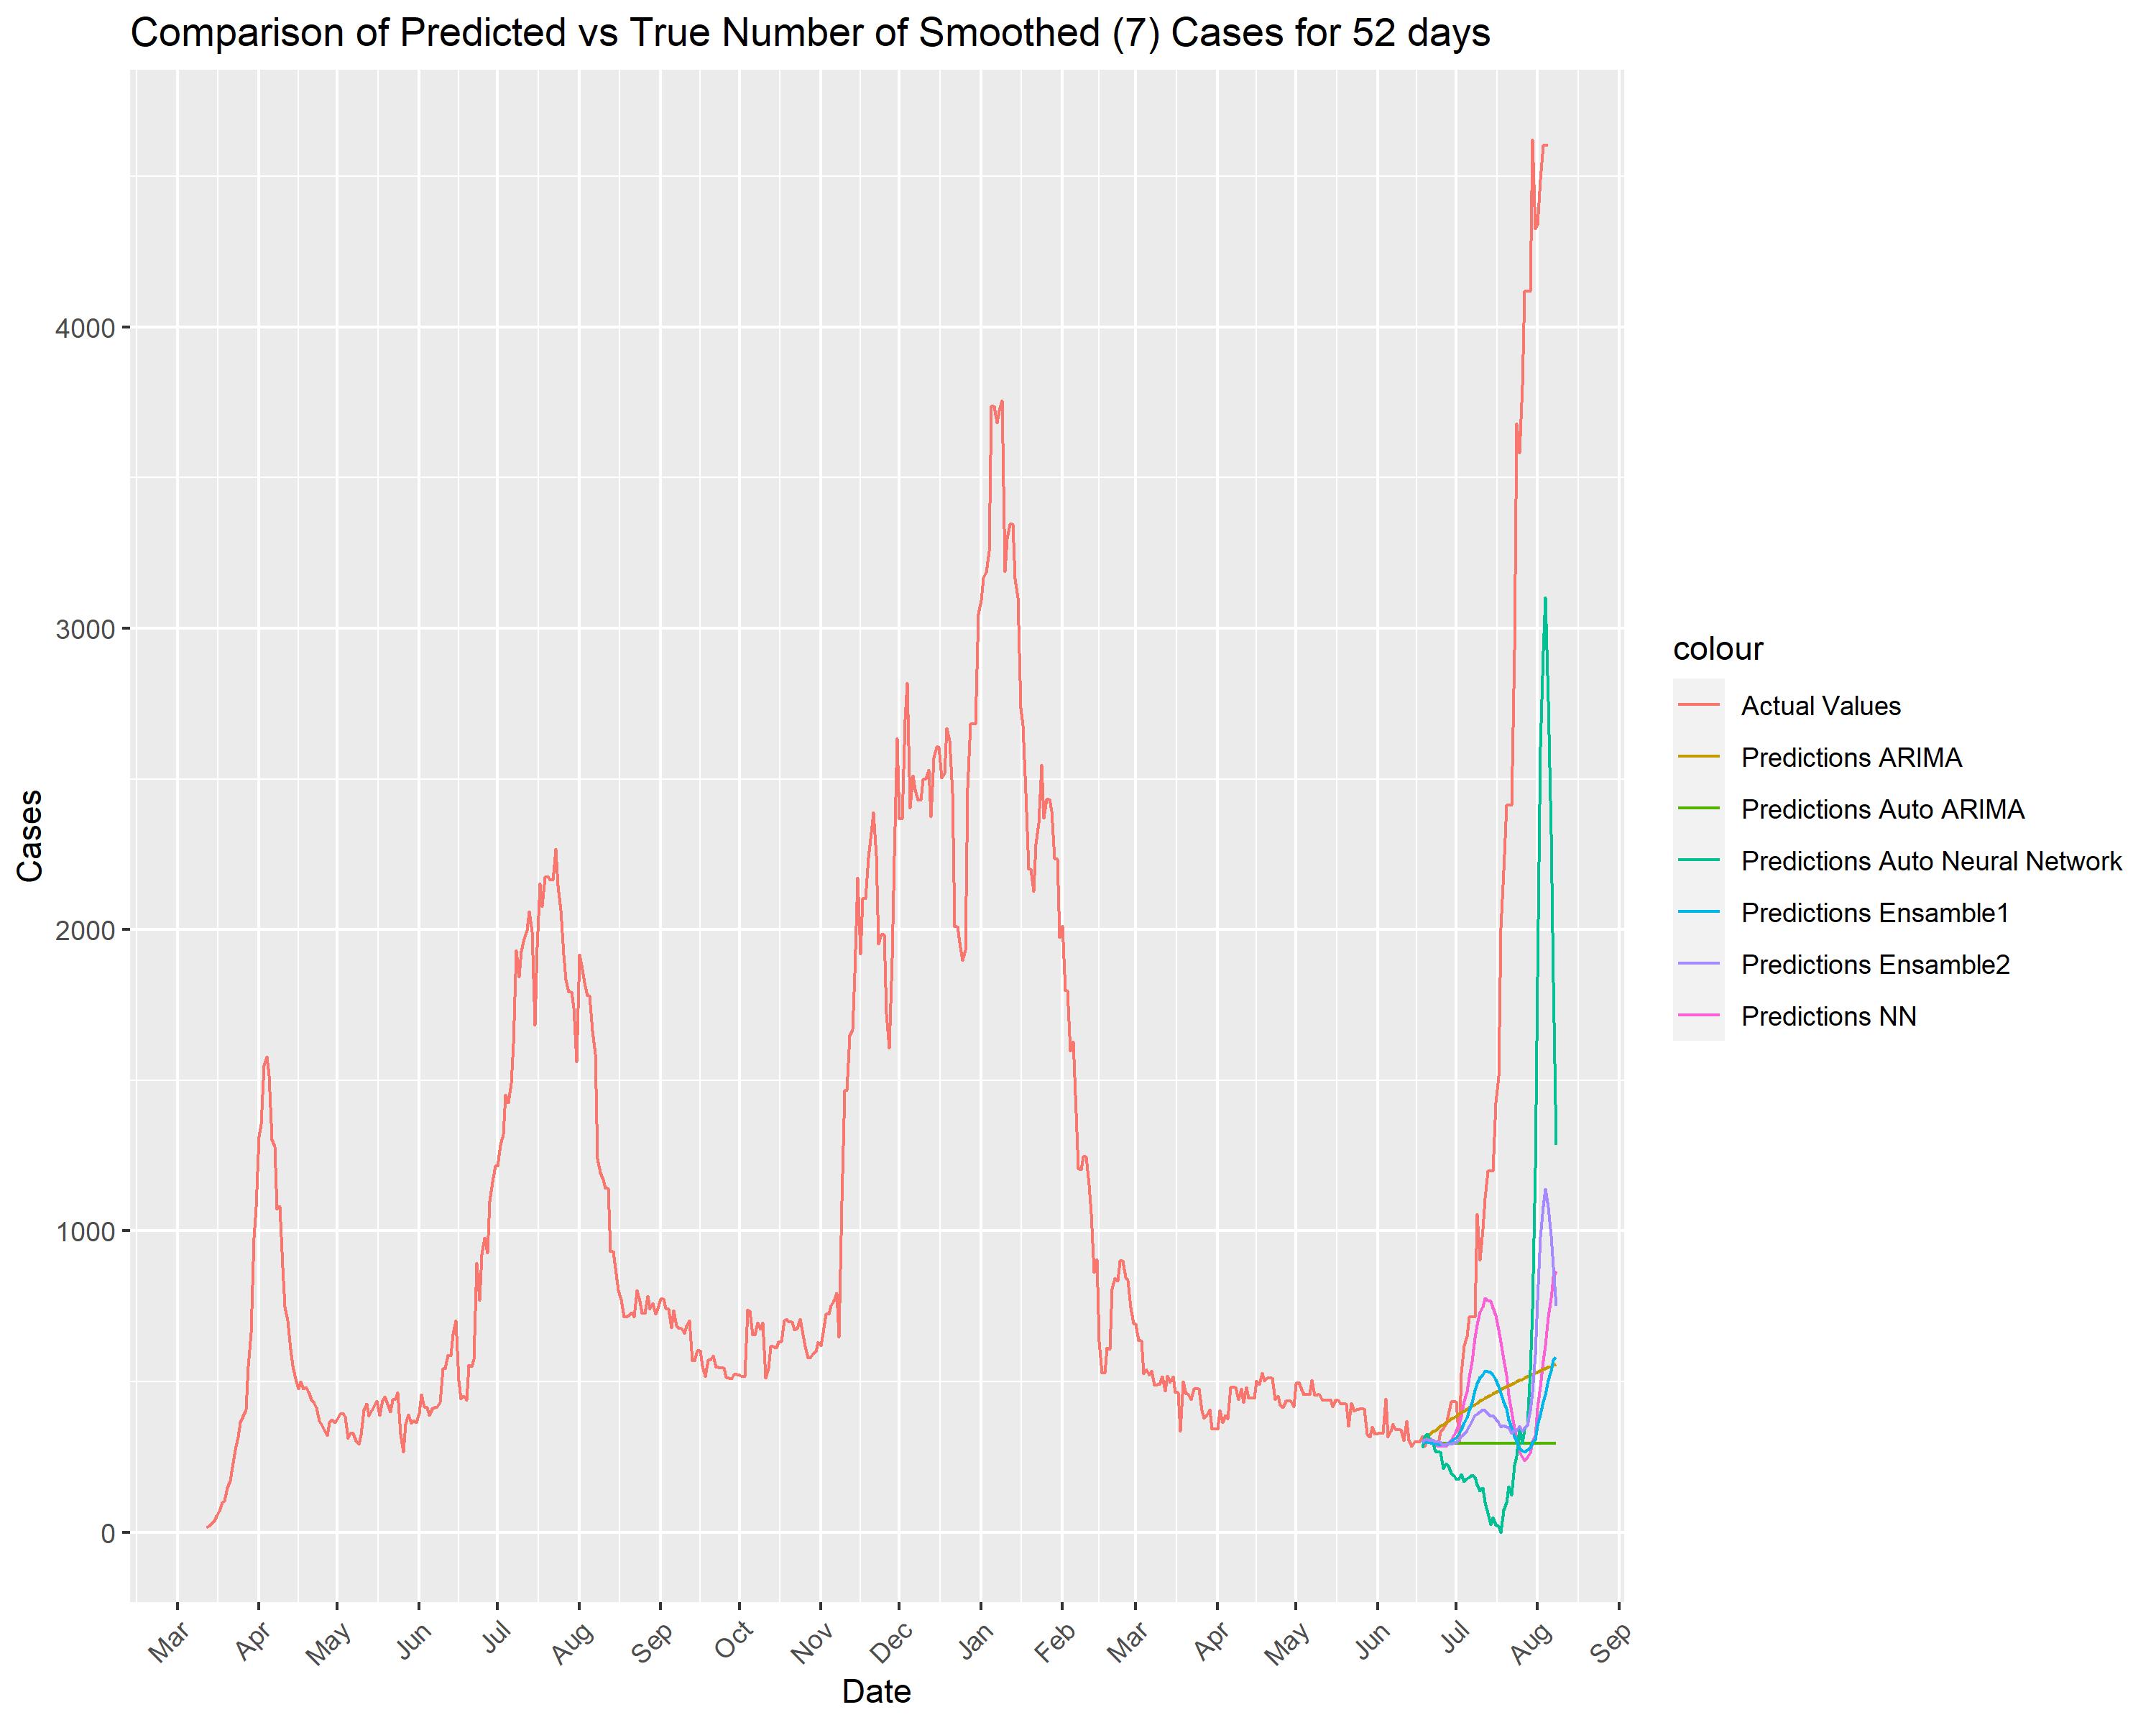 Comparison of Predicted vs True Number of Smoothed (7) Cases for 52 days
Cases
4000
3000
2000
1000
0
Mar
Apr
May
Jun
Jul
Aug
Sep
Oct
Nov
Dec
Jan
Feb
Mar
Apr
May
Jun
Jul
Aug
Sep
Date
colour
Actual Values
Predictions ARIMA
Predictions Auto ARIMA
Predictions Auto Neural Network
Predictions Ensamble1
Predictions Ensamble2
Predictions NN